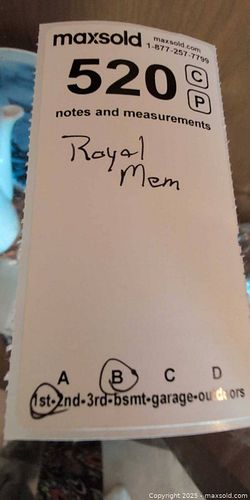 maxsold maxsold.com
1-877-257-7799
520 C
P
notes and measurements
Royal
Mem
A B C D
1st-2nd-3rd-bsmt-garage-outdoors
Copyright 2025 - maxsold.com